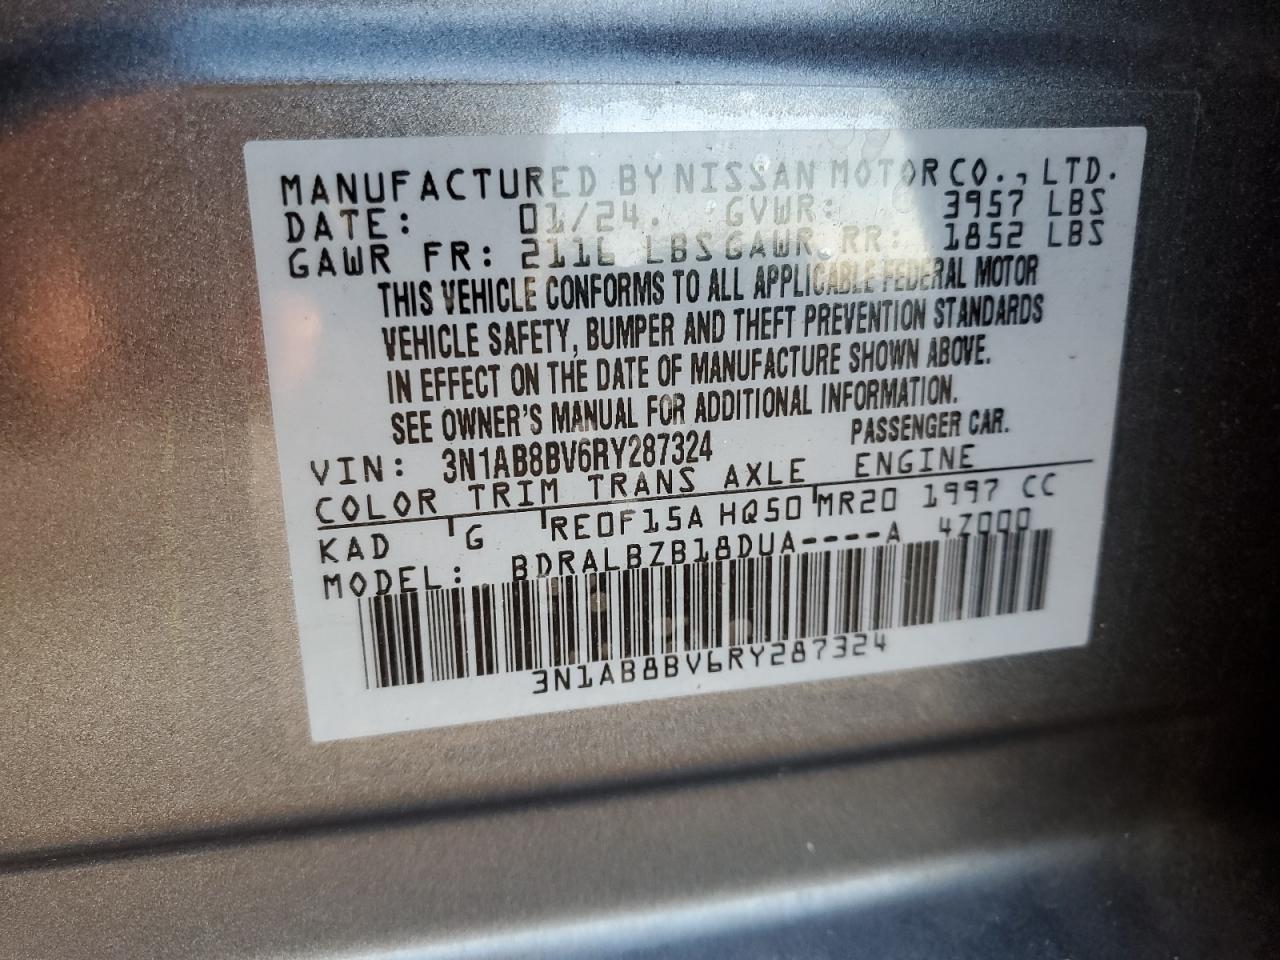 MANUFACTURED BY NISSAN MOTOR CO., LTD.
DATE: 01/24. GVWR: 3957 LBS
GAWR FR: 2116 LBS GAWR RR: 1852 LBS
THIS VEHICLE CONFORMS TO ALL APPLICABLE FEDERAL MOTOR
VEHICLE SAFETY, BUMPER AND THEFT PREVENTION STANDARDS
IN EFFECT ON THE DATE OF MANUFACTURE SHOWN ABOVE.
SEE OWNER'S MANUAL FOR ADDITIONAL INFORMATION.
VIN: 3N1AB8BV6RY287324 PASSENGER CAR.
COLOR TRIM TRANS AXLE ENGINE
KAD G RE0F15A HQ50 MR20 1997 CC
MODEL: BDRALBZB18DUA----A 4Z000
3N1AB8BV6RY287324